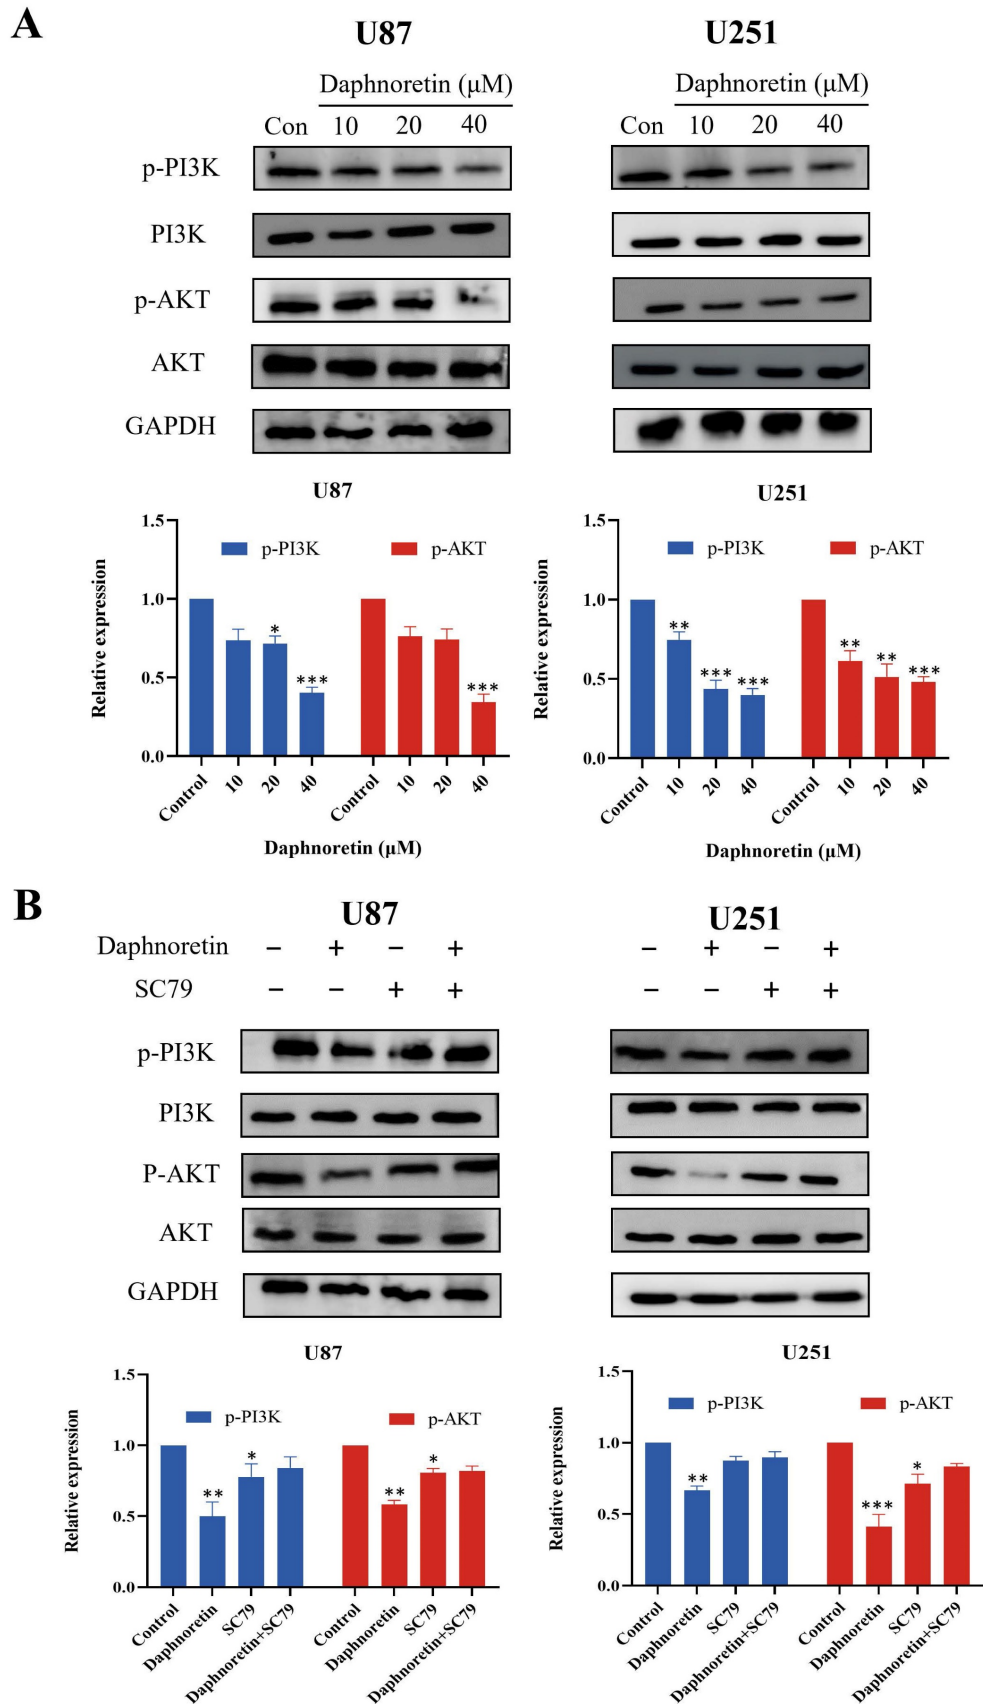 A
U87 U251
Daphnoretin (μM) Daphnoretin (μM)
Con 10 20 40 Con 10 20 40
p-PI3K
PI3K
p-AKT
AKT
GAPDH
U87 U251
1.5 1.5
p-PI3K p-AKT p-PI3K p-AKT
Relative expression Relative expression
1.0 1.0
* *** *** ** *** *** ** ** ***
0.5 0.5
0.0 0.0
Control 10 20 40 Control 10 20 40 Control 10 20 40 Control 10 20 40
Daphnoretin (μM) Daphnoretin (μM)
B
U87 U251
Daphnoretin − + − + − + − +
SC79 − − + + − − + +
p-PI3K
PI3K
P-AKT
AKT
GAPDH
U87 U251
1.5 1.5
p-PI3K p-AKT p-PI3K p-AKT
Relative expression Relative expression
1.0 1.0
** * ** * ** *** *
0.5 0.5
0.0 0.0
Control Daphnoretin SC79 Daphnoretin+SC79 Control Daphnoretin SC79 Daphnoretin+SC79 Control Daphnoretin SC79 Daphnoretin+SC79 Control Daphnoretin SC79 Daphnoretin+SC79